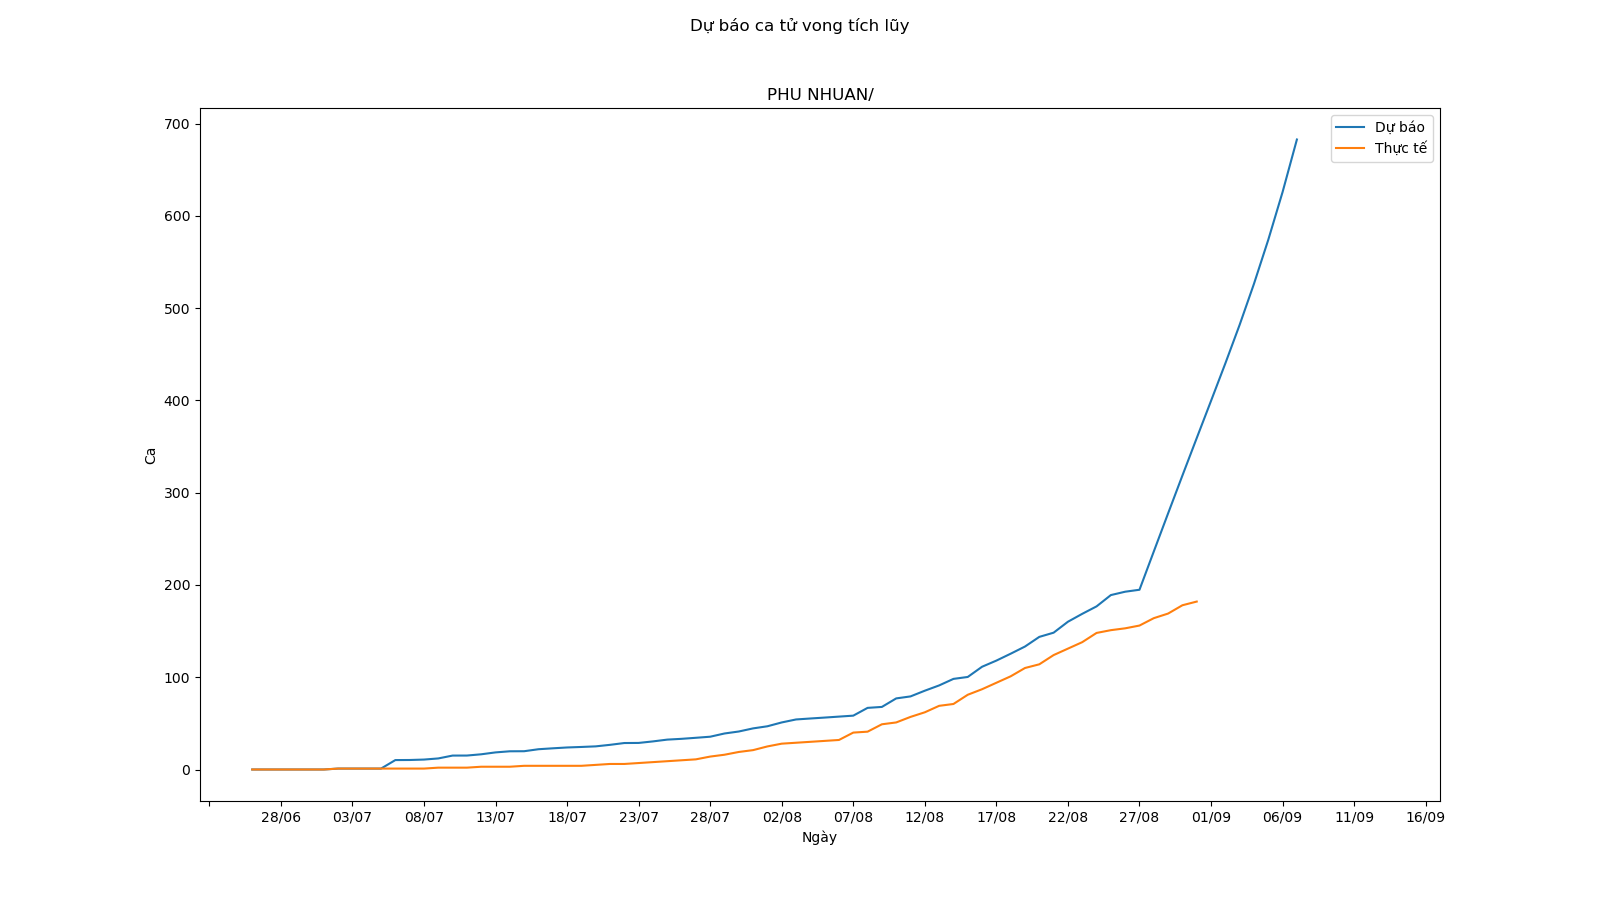 Dự báo ca tử vong tích lũy
PHU NHUAN/
Dự báo
Thực tế
700
600
500
400
300
200
100
0
Ca
28/06 03/07 08/07 13/07 18/07 23/07 28/07 02/08 07/08 12/08 17/08 22/08 27/08 01/09 06/09 11/09 16/09
Ngày